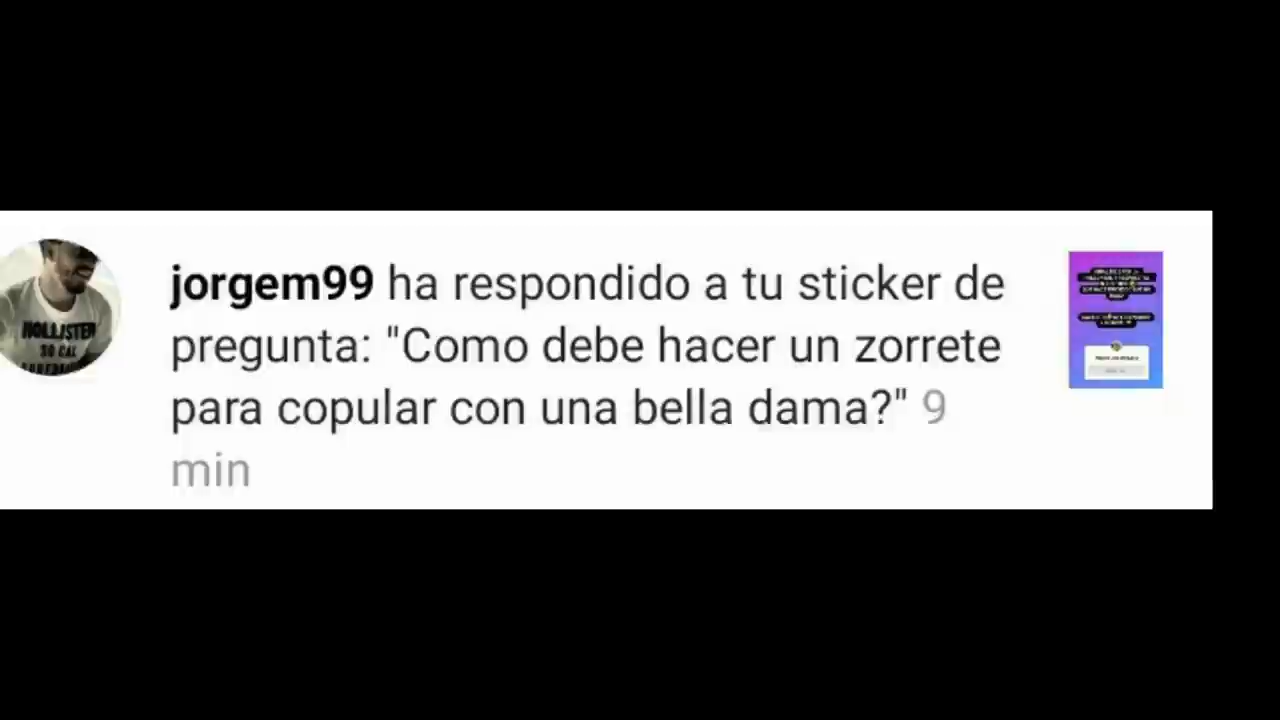 jorgem99 ha respondido a tu sticker de
pregunta: "Como debe hacer un zorrete
para copular con una bella dama?" 9
min
HOLLISTER